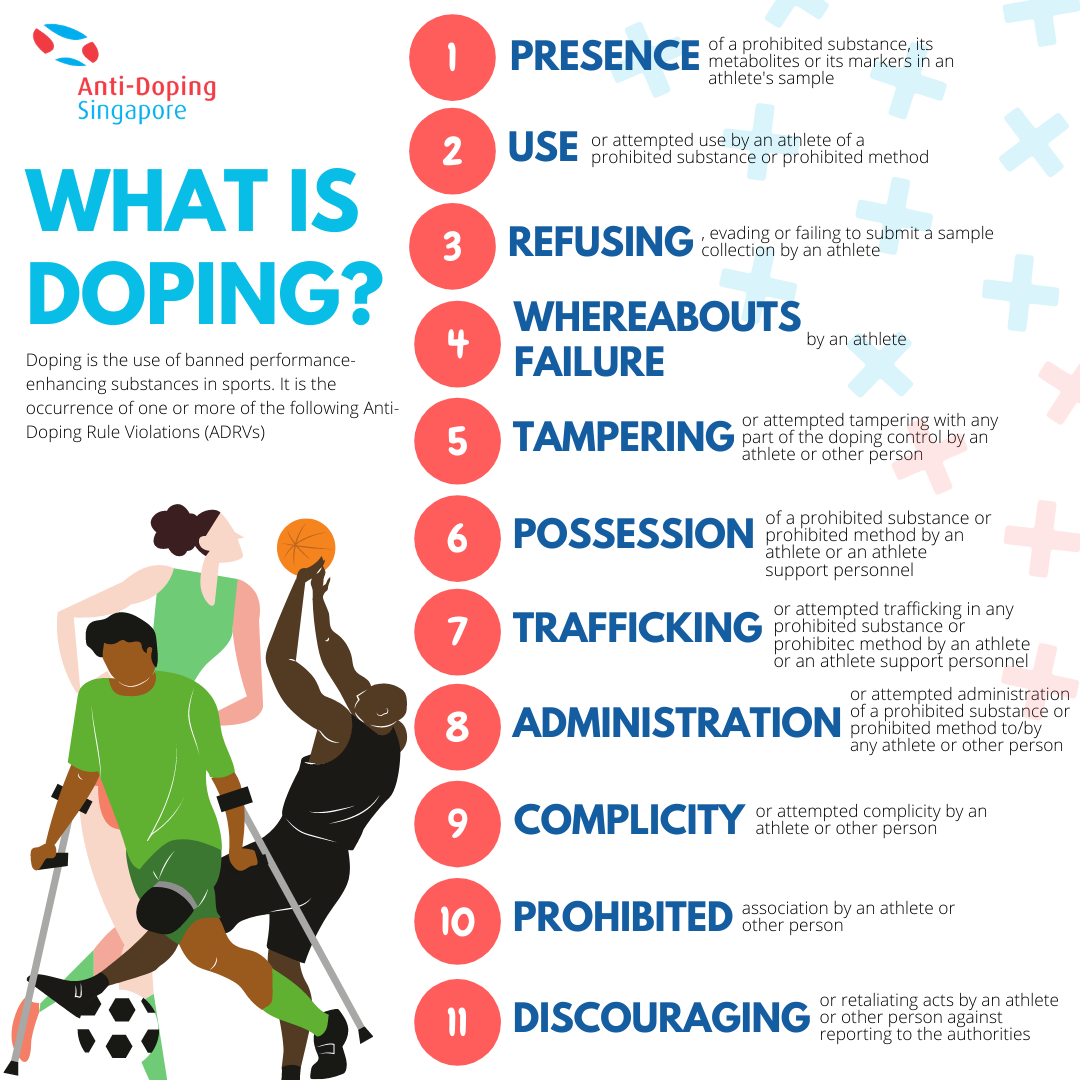 Anti-Doping
Singapore
WHAT IS
DOPING?
Doping is the use of banned performance-
enhancing substances in sports. It is the
occurrence of one or more of the following Anti-
Doping Rule Violations (ADRVs)
1
PRESENCE
of a prohibited substance, its
metabolites or its markers in an
athlete's sample
2
USE
or attempted use by an athlete of a
prohibited substance or prohibited method
3
REFUSING
, evading or failing to submit a sample
collection by an athlete
4
WHEREABOUTS
FAILURE
by an athlete
5
TAMPERING
or attempted tampering with any
part of the doping control by an
athlete or other person
6
POSSESSION
of a prohibited substance or
prohibited method by an
athlete or an athlete
support personnel
7
TRAFFICKING
or attempted trafficking in any
prohibited substance or
prohibitec method by an athlete
or an athlete support personnel
8
ADMINISTRATION
or attempted administration
of a prohibited substance or
prohibited method to/by
any athlete or other person
9
COMPLICITY
or attempted complicity by an
athlete or other person
10
PROHIBITED
association by an athlete or
other person
11
DISCOURAGING
or retaliating acts by an athlete
or other person against
reporting to the authorities